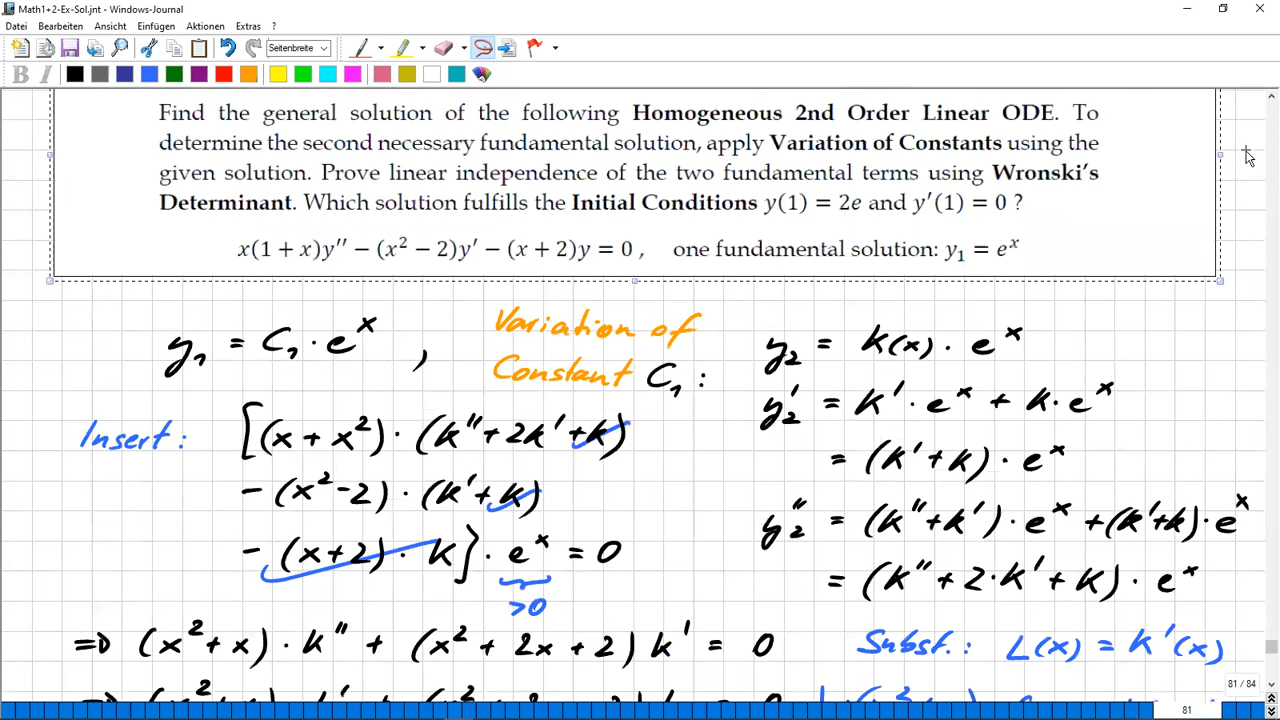 Math1+2-Ex-Sol.jnt - Windows-Journal
Datei Bearbeiten Ansicht Einfügen Aktionen Extras ?
Seitenbreite
B I
Find the general solution of the following Homogeneous 2nd Order Linear ODE. To
determine the second necessary fundamental solution, apply Variation of Constants using the
given solution. Prove linear independence of the two fundamental terms using Wronski's
Determinant. Which solution fulfills the Initial Conditions y(1) = 2e and y′(1) = 0 ?
x(1 + x)y′′ − (x² − 2)y′ − (x + 2)y = 0 , one fundamental solution: y₁ = eˣ
y₁ = C₁ · eˣ ,
Variation of
Constant C₁ :
y₂ = k(x) · eˣ
y₂′ = k′ · eˣ + k · eˣ
= (k′ + k) · eˣ
y₂″ = (k″ + k′) · eˣ + (k′ + k) · eˣ
= (k″ + 2 · k′ + k) · eˣ
Insert: [(x + x²) · (k″ + 2k′ + k)
− (x² − 2) · (k′ + k)
− (x + 2) · k] · eˣ = 0
>0
⇒ (x² + x) · k″ + (x² + 2x + 2) k′ = 0
Subst.: L(x) = k′(x)
81 / 84
81